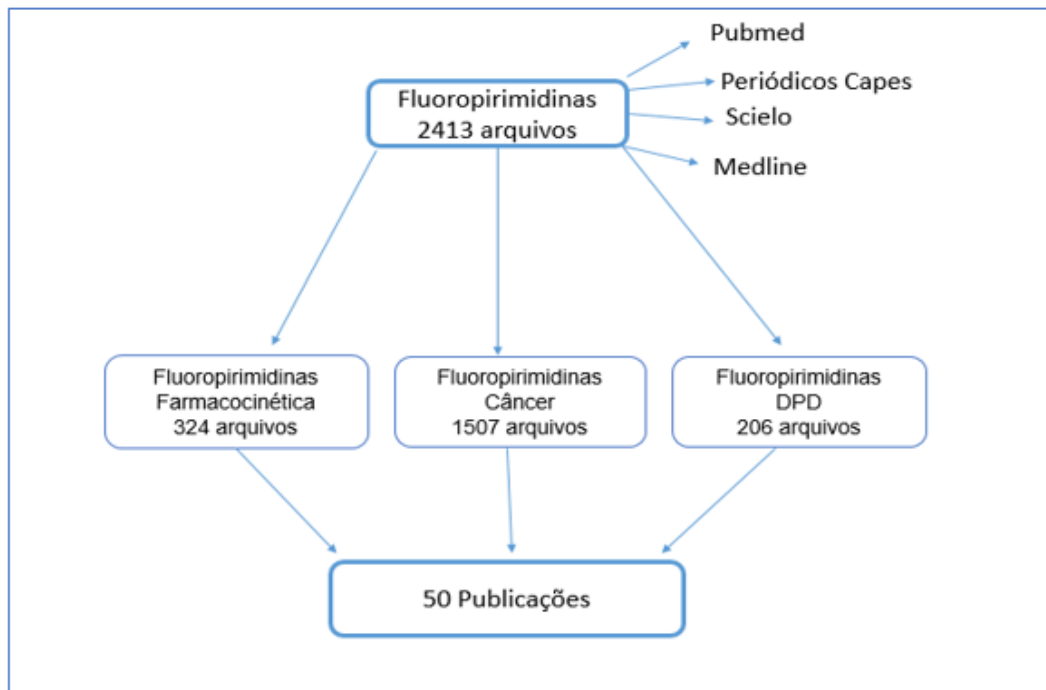 Pubmed
Periódicos Capes
Scielo
Medline
Fluoropirimidinas
2413 arquivos
Fluoropirimidinas
Farmacocinética
324 arquivos
Fluoropirimidinas
Câncer
1507 arquivos
Fluoropirimidinas
DPD
206 arquivos
50 Publicações